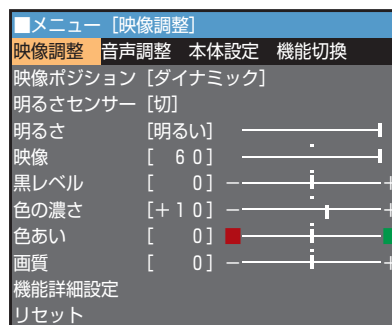 ■メニュー [映像調整]
映像調整 音声調整 本体設定 機能切換
映像ポジション [ダイナミック]
明るさセンサー [切]
明るさ [明るい]
映像 [ 60]
黒レベル [ 0] − +
色の濃さ [+10] − +
色あい [ 0]
画質 [ 0] − +
機能詳細設定
リセット